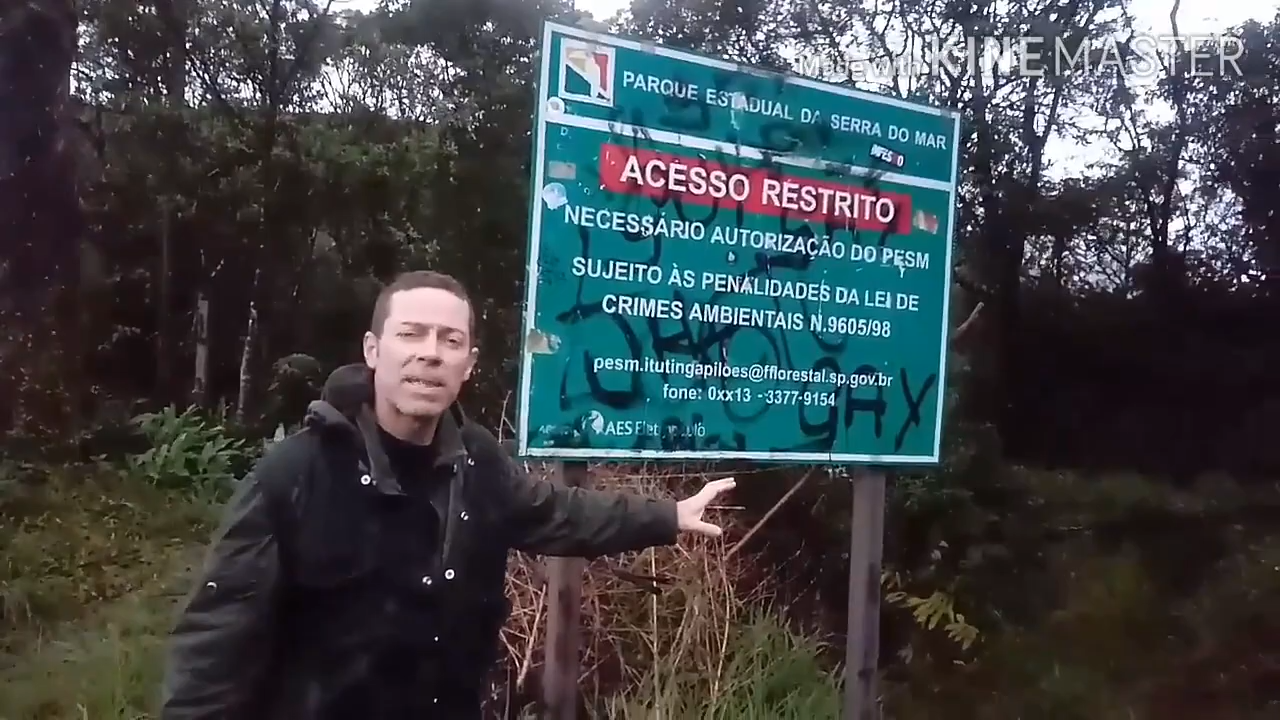 Made with KINEMASTER
PARQUE ESTADUAL DA SERRA DO MAR
ACESSO RESTRITO
NECESSÁRIO AUTORIZAÇÃO DO PESM
SUJEITO ÀS PENALIDADES DA LEI DE
CRIMES AMBIENTAIS N.9605/98
pesm.itutingapiloes@fflorestal.sp.gov.br
fone: 0xx13 -3377-9154
AES